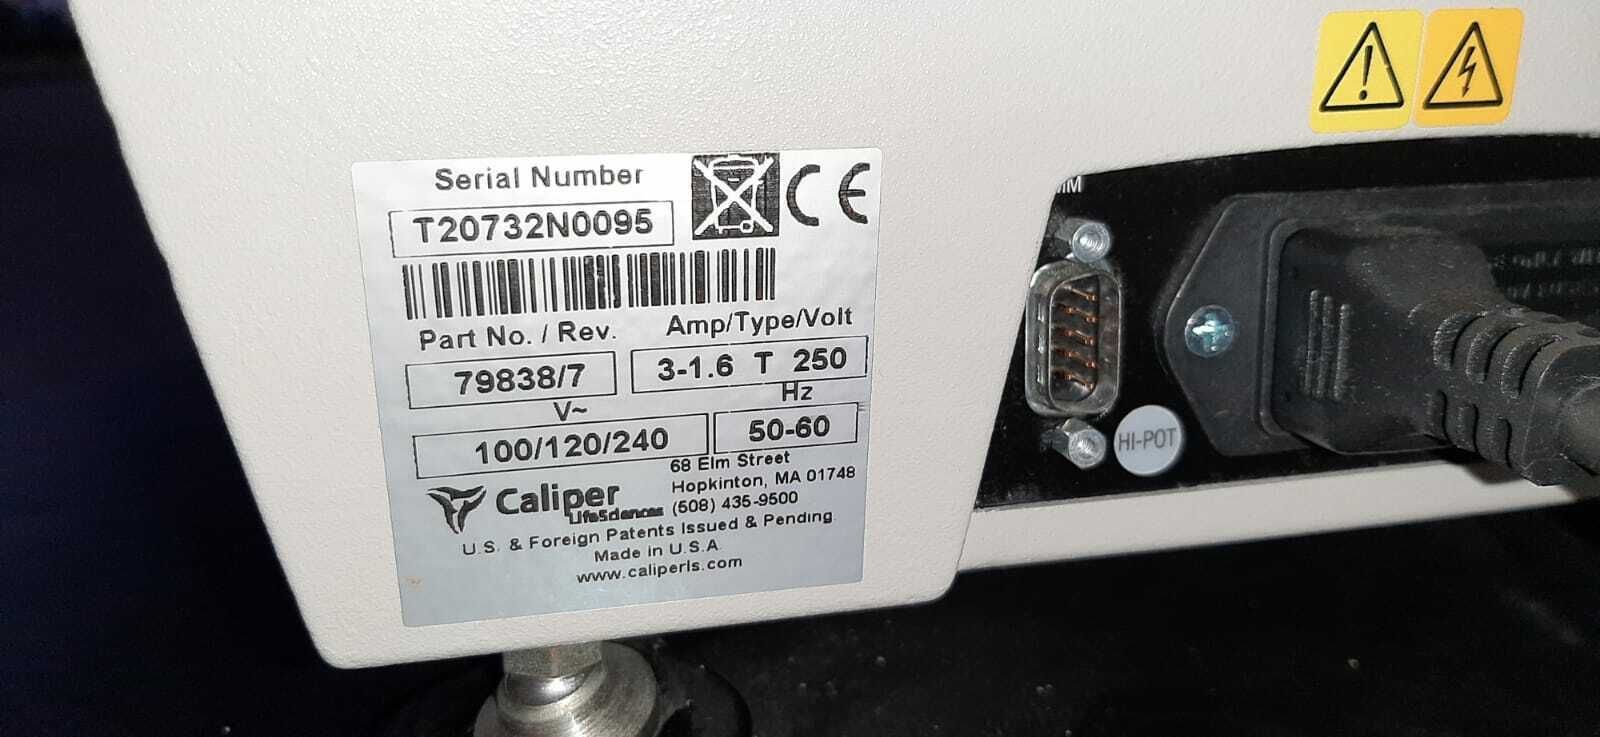 Serial Number
T20732N0095
CE
Part No. / Rev.
Amp/Type/Volt
79838/7
3-1.6 T 250
V~
Hz
100/120/240
50-60
Caliper
LifeSciences
68 Elm Street
Hopkinton, MA 01748
(508) 435-9500
U.S. & Foreign Patents Issued & Pending.
Made in U.S.A.
www.caliperls.com
HI-POT